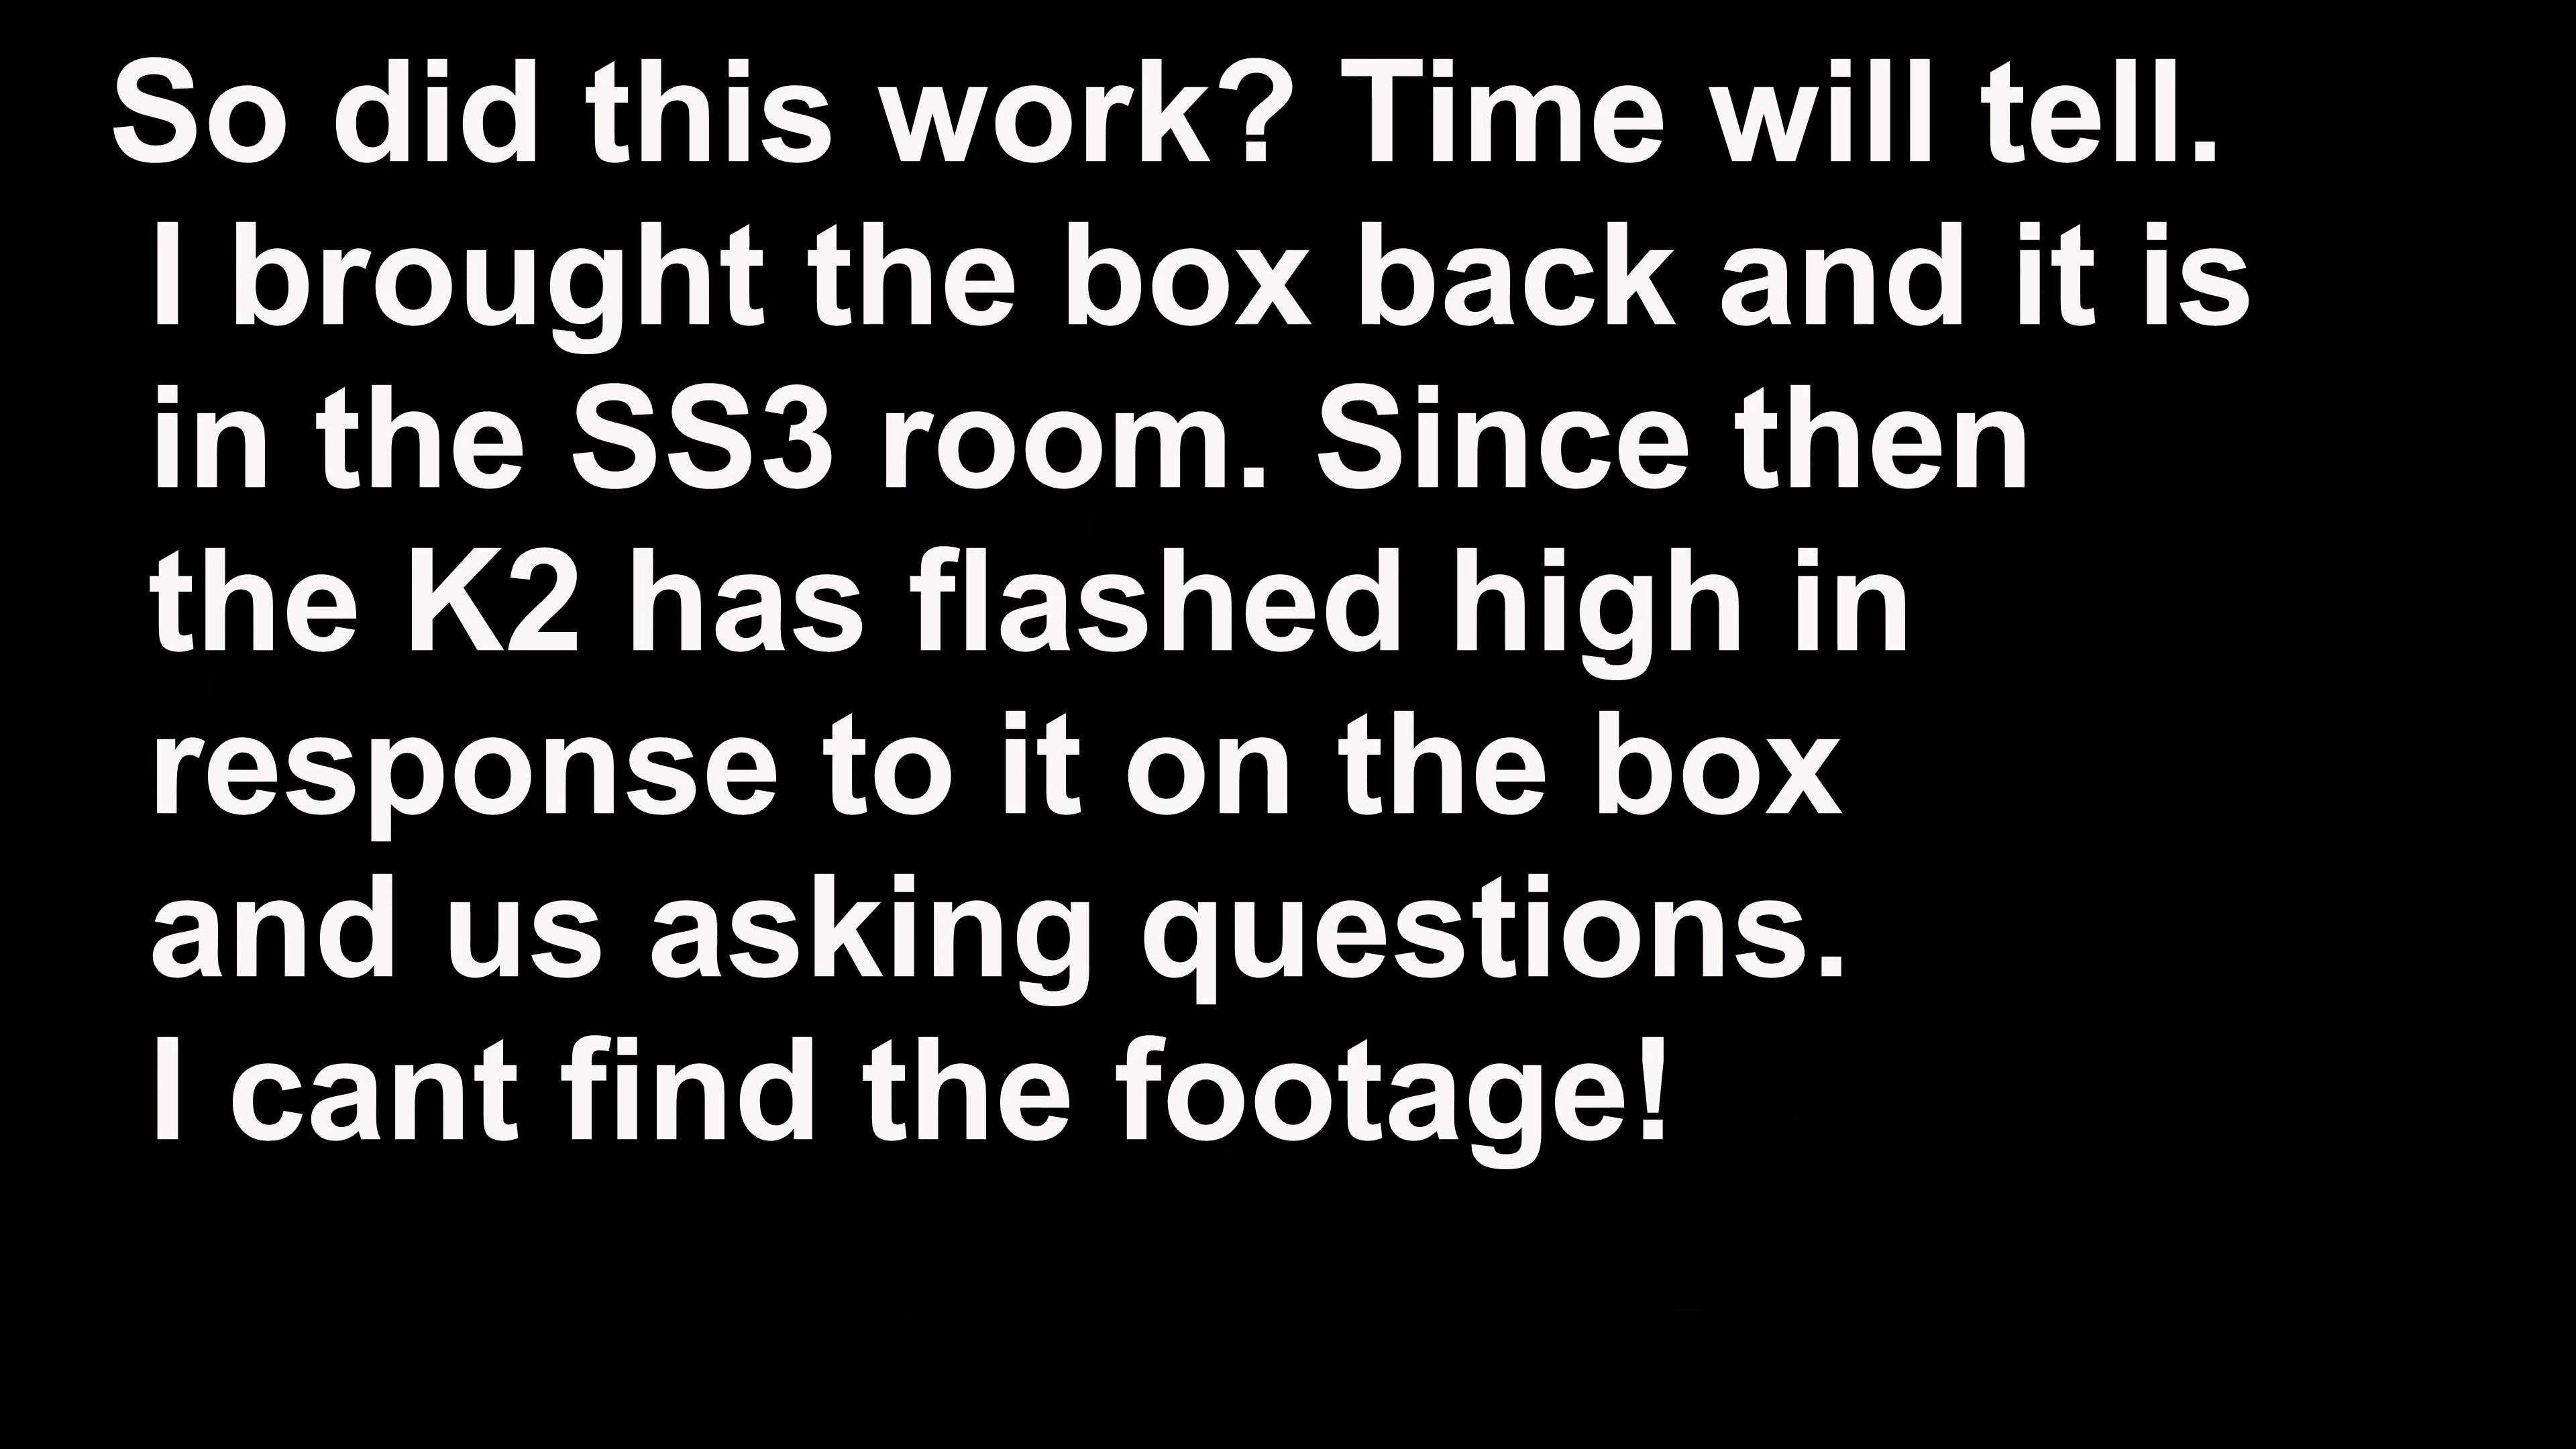 So did this work? Time will tell.
I brought the box back and it is
in the SS3 room. Since then
the K2 has flashed high in
response to it on the box
and us asking questions.
I cant find the footage!